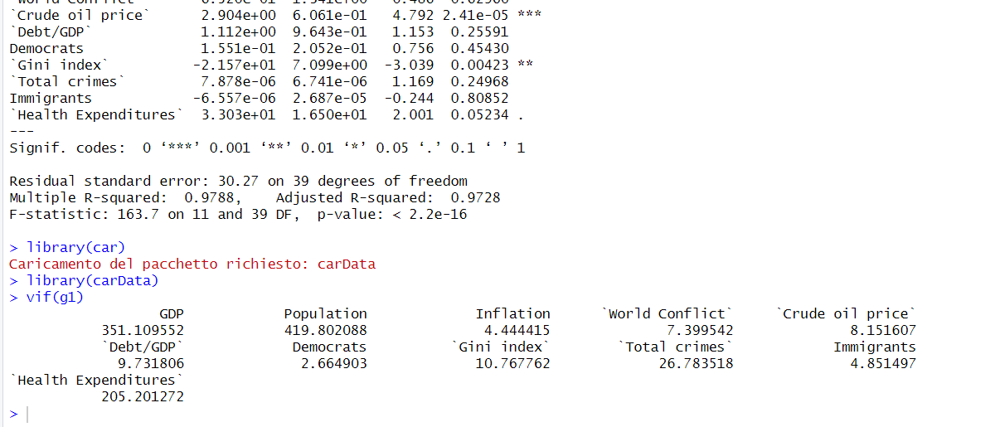 `Crude oil price`      2.904e+00  6.061e-01   4.792 2.41e-05 ***
`Debt/GDP`             1.112e+00  9.643e-01   1.153  0.25591
Democrats              1.551e-01  2.052e-01   0.756  0.45430
`Gini index`          -2.157e+01  7.099e+00  -3.039  0.00423 **
`Total crimes`         7.878e-06  6.741e-06   1.169  0.24968
Immigrants            -6.557e-06  2.687e-05  -0.244  0.80852
`Health Expenditures`  3.303e+01  1.650e+01   2.001  0.05234 .
---
Signif. codes:  0 ‘***’ 0.001 ‘**’ 0.01 ‘*’ 0.05 ‘.’ 0.1 ‘ ’ 1
Residual standard error: 30.27 on 39 degrees of freedom
Multiple R-squared:  0.9788,    Adjusted R-squared:  0.9728
F-statistic: 163.7 on 11 and 39 DF,  p-value: < 2.2e-16
> library(car)
Caricamento del pacchetto richiesto: carData
> library(carData)
> vif(g1)
GDP            Population             Inflation      `World Conflict`     `Crude oil price`
351.109552            419.802088              4.444415              7.399542              8.151607
`Debt/GDP`             Democrats          `Gini index`        `Total crimes`            Immigrants
9.731806              2.664903             10.767762             26.783518              4.851497
`Health Expenditures`
205.201272
>